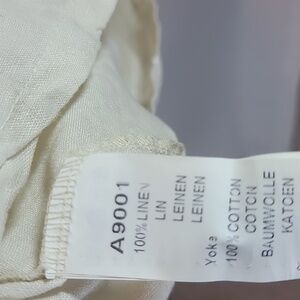 A9001
100% LINEN
LIN
LEINEN
LEINEN
Yoke
100% COTTON
COTON
BAUMWOLLE
KATOEN